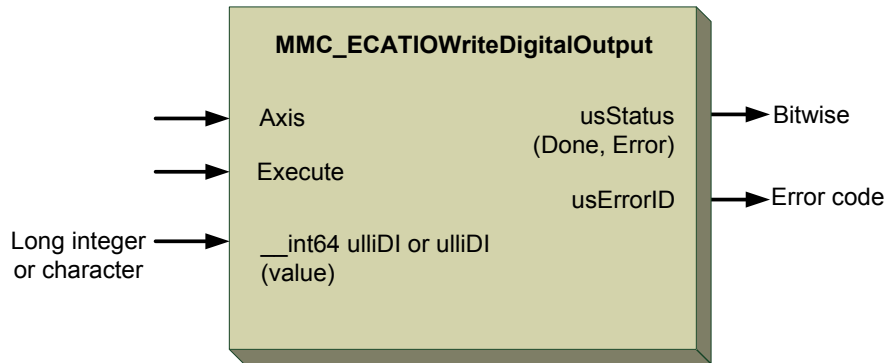 MMC_ECATIOWriteDigitalOutput
Axis
usStatus
(Done, Error)
Bitwise
Execute
usErrorID
Error code
Long integer
or character
__int64 ulliDI or ulliDI
(value)